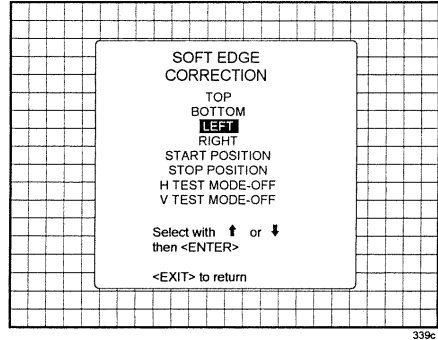 SOFT EDGE
CORRECTION
TOP
BOTTOM
LEFT
RIGHT
START POSITION
STOP POSITION
H TEST MODE-OFF
V TEST MODE-OFF
Select with ⬆ or ⬇
then <ENTER>
<EXIT> to return
339c